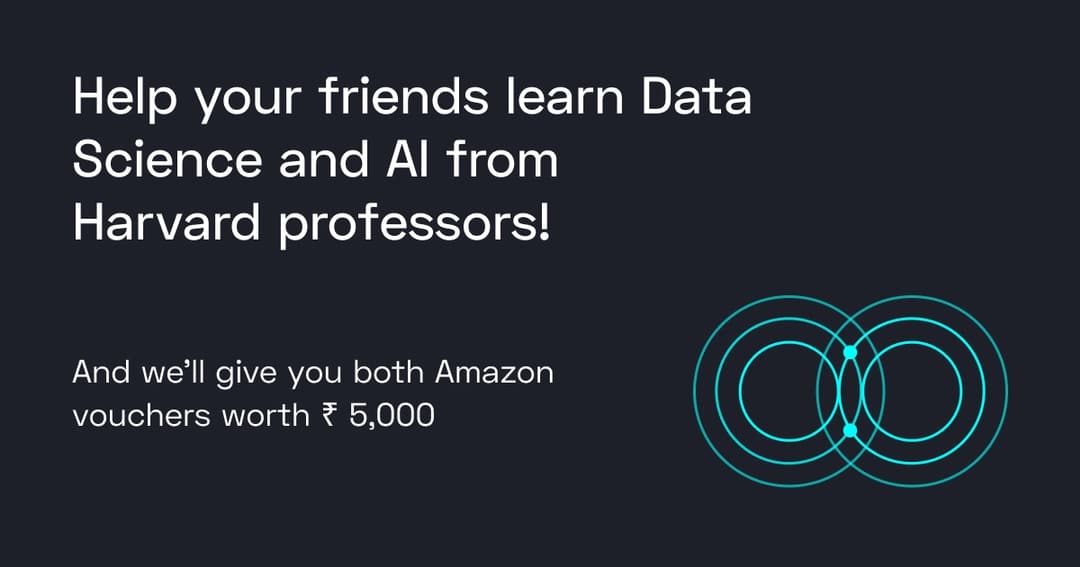 Help your friends learn Data
Science and AI from
Harvard professors!
And we’ll give you both Amazon
vouchers worth ₹ 5,000